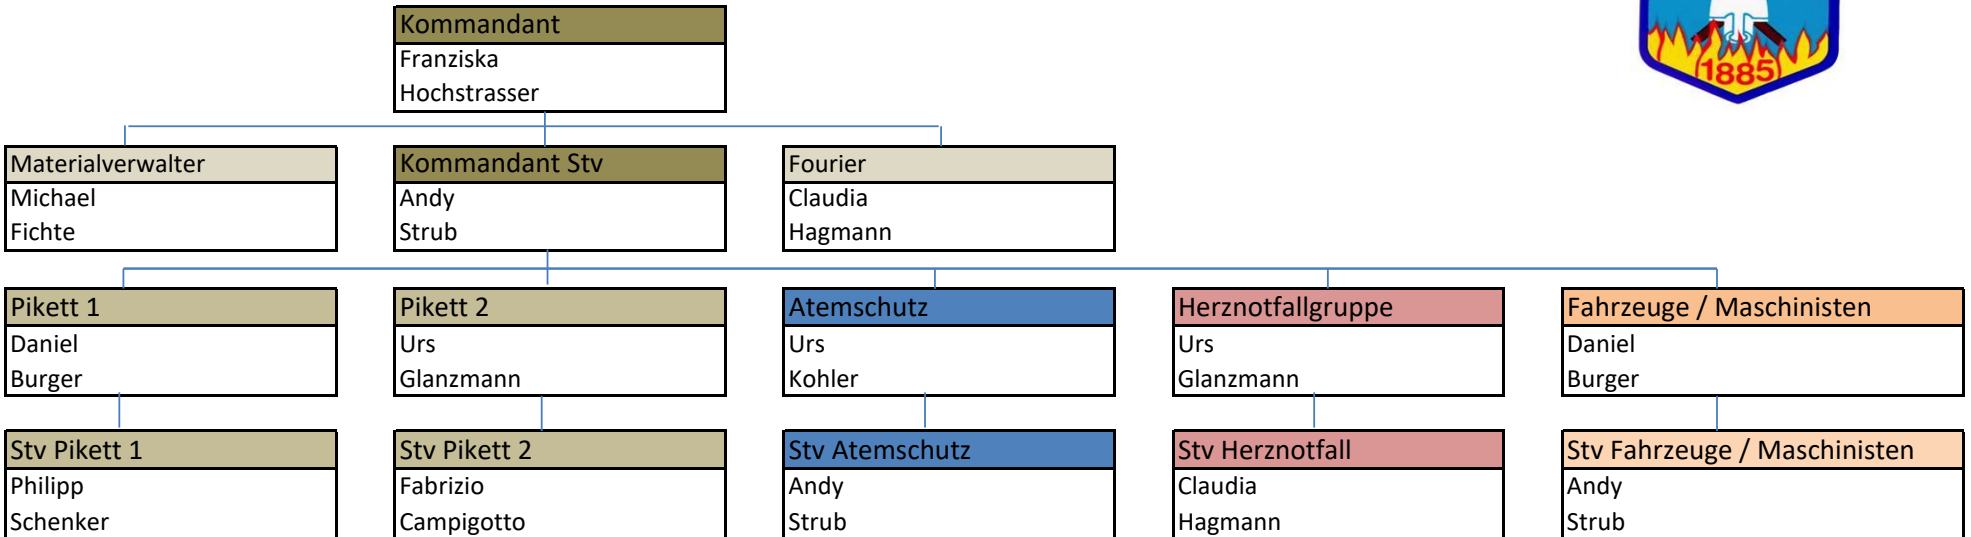 Kommandant
Franziska
Hochstrasser
1885
Materialverwalter
Michael
Fichte
Kommandant Stv
Andy
Strub
Fourier
Claudia
Hagmann
Pikett 1
Daniel
Burger
Pikett 2
Urs
Glanzmann
Atemschutz
Urs
Kohler
Herznotfallgruppe
Urs
Glanzmann
Fahrzeuge / Maschinisten
Daniel
Burger
Stv Pikett 1
Philipp
Schenker
Stv Pikett 2
Fabrizio
Campigotto
Stv Atemschutz
Andy
Strub
Stv Herznotfall
Claudia
Hagmann
Stv Fahrzeuge / Maschinisten
Andy
Strub